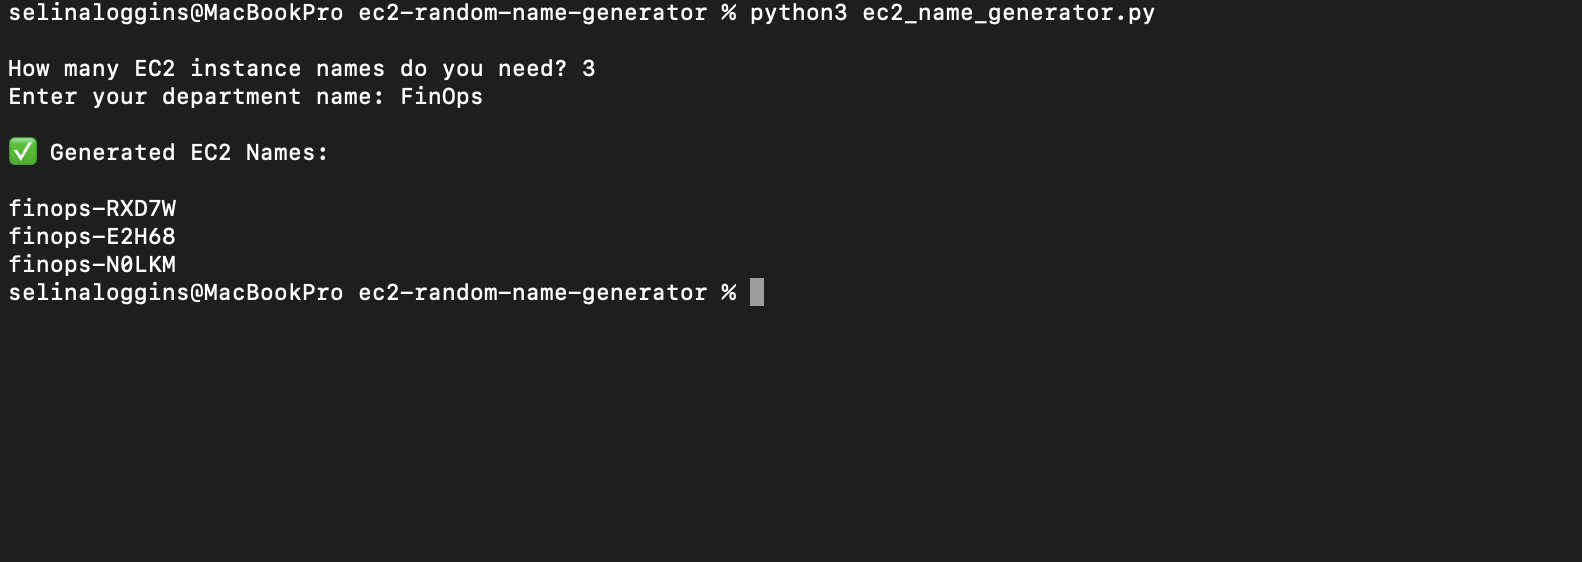 selinaloggins@MacBookPro ec2-random-name-generator % python3 ec2_name_generator.py
How many EC2 instance names do you need? 3
Enter your department name: FinOps
✅ Generated EC2 Names:
finops-RXD7W
finops-E2H68
finops-N0LKM
selinaloggins@MacBookPro ec2-random-name-generator %